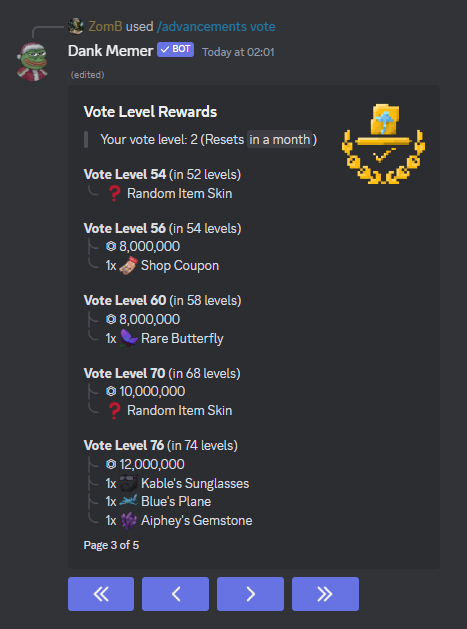 ZomB used /advancements vote
Dank Memer ✓ BOT Today at 02:01
(edited)
Vote Level Rewards
Your vote level: 2 (Resets in a month)
Vote Level 54 (in 52 levels)
❓ Random Item Skin
Vote Level 56 (in 54 levels)
8,000,000
1x Shop Coupon
Vote Level 60 (in 58 levels)
8,000,000
1x Rare Butterfly
Vote Level 70 (in 68 levels)
10,000,000
❓ Random Item Skin
Vote Level 76 (in 74 levels)
12,000,000
1x Kable's Sunglasses
1x Blue's Plane
1x Aiphey's Gemstone
Page 3 of 5